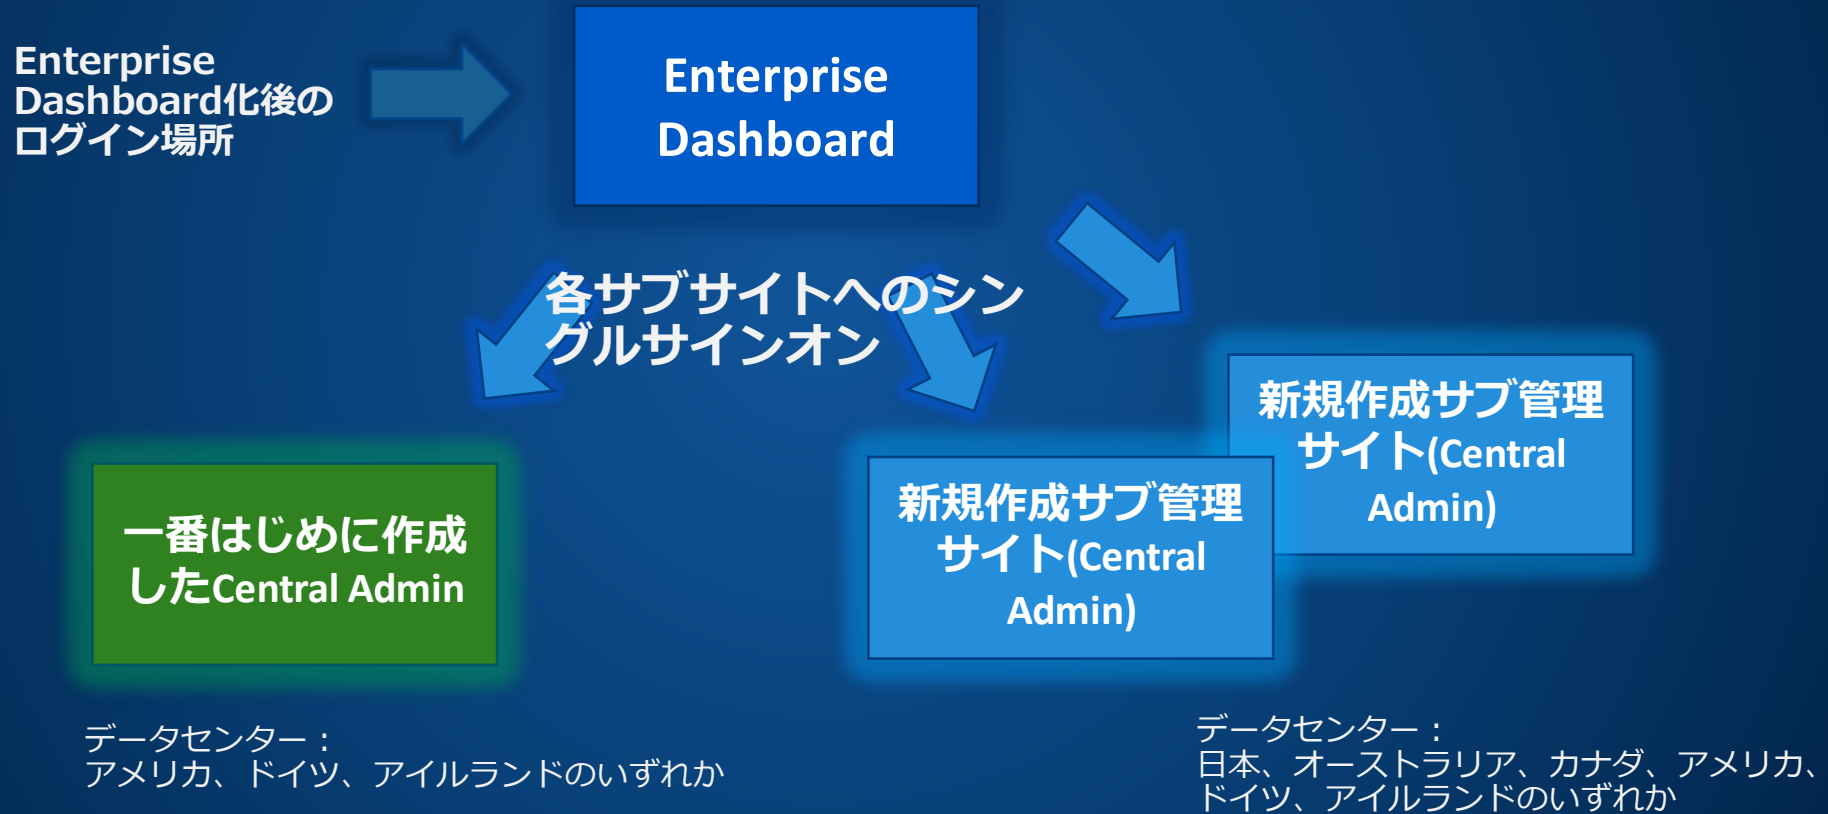 Enterprise
Dashboard化後の
ログイン場所
Enterprise
Dashboard
各サブサイトへのシン
グルサインオン
新規作成サブ管理
サイト(Central
Admin)
新規作成サブ管理
サイト(Central
Admin)
一番はじめに作成
したCentral Admin
データセンター：
アメリカ、ドイツ、アイルランドのいずれか
データセンター：
日本、オーストラリア、カナダ、アメリカ、
ドイツ、アイルランドのいずれか